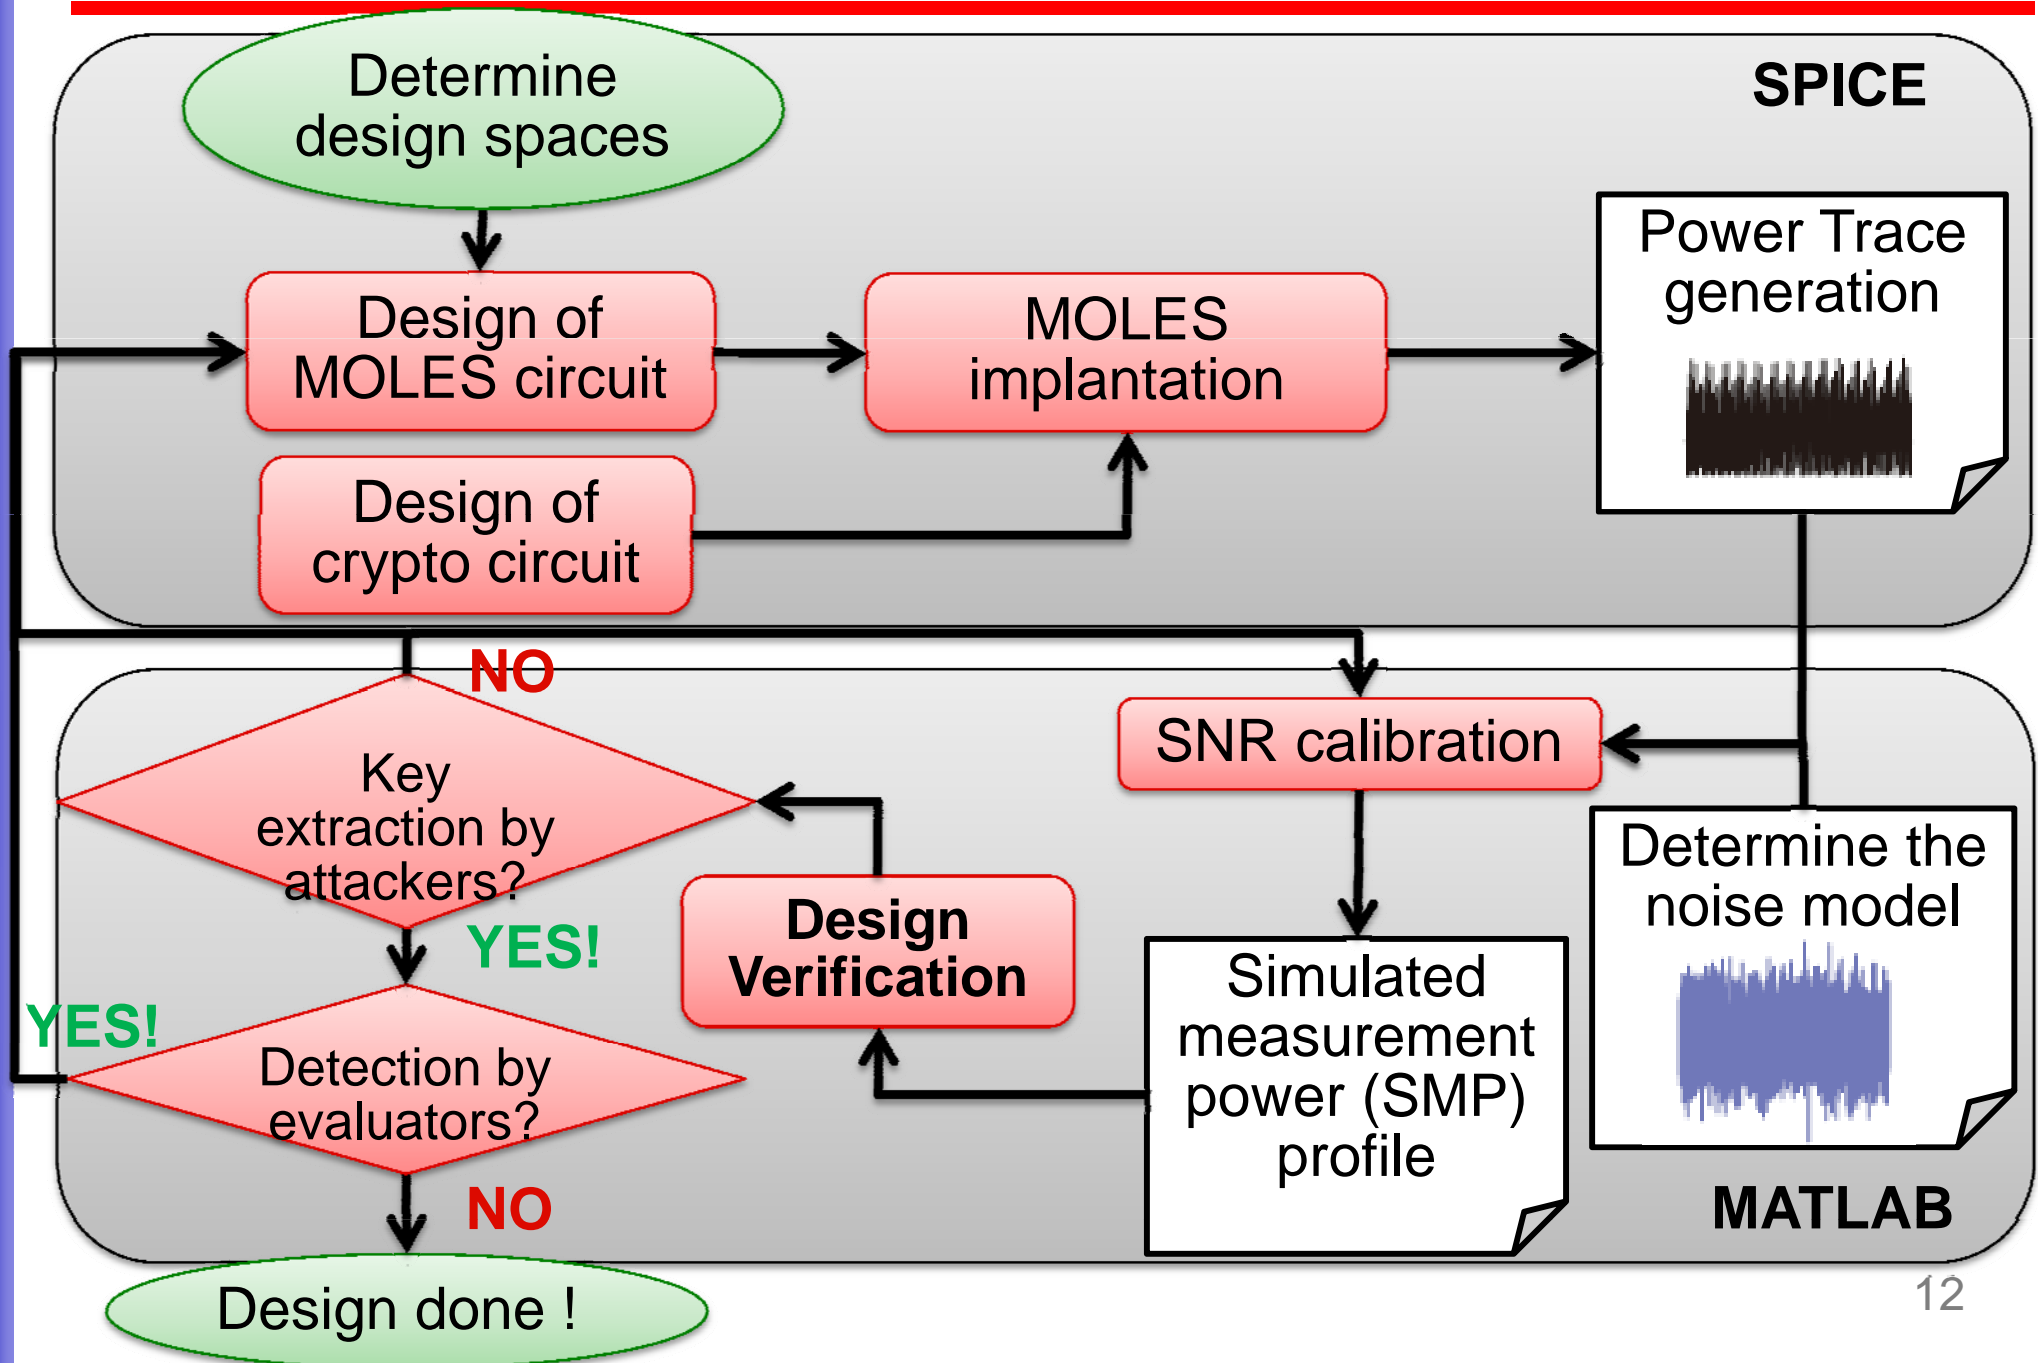 Determine
design spaces
SPICE
Power Trace
generation
Design of
MOLES circuit
MOLES
implantation
Design of
crypto circuit
NO
SNR calibration
Key
extraction by
attackers?
Determine the
noise model
Design
Verification
YES!
Simulated
measurement
power (SMP)
profile
YES!
Detection by
evaluators?
NO
MATLAB
Design done !
12